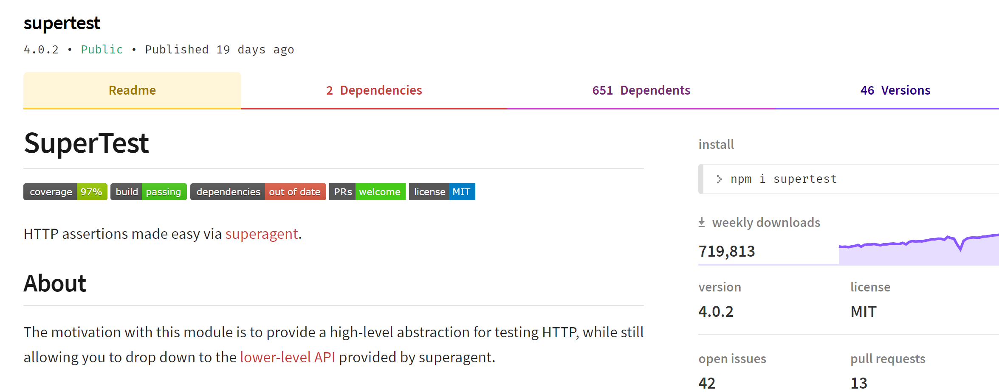 supertest
4.0.2 • Public • Published 19 days ago
Readme
2 Dependencies
651 Dependents
46 Versions
SuperTest
coverage 97% build passing dependencies out of date PRs welcome license MIT
HTTP assertions made easy via superagent.
About
The motivation with this module is to provide a high-level abstraction for testing HTTP, while still
allowing you to drop down to the lower-level API provided by superagent.
install
npm i supertest
weekly downloads
719,813
version
4.0.2
license
MIT
open issues
42
pull requests
13